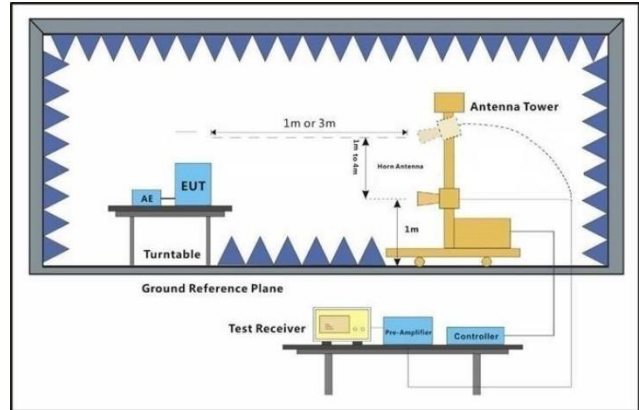 Antenna Tower
1m or 3m
1m to 4m
Horn Antenna
EUT
AE
1m
Turntable
Ground Reference Plane
Test Receiver
Pre-Amplifier
Controller